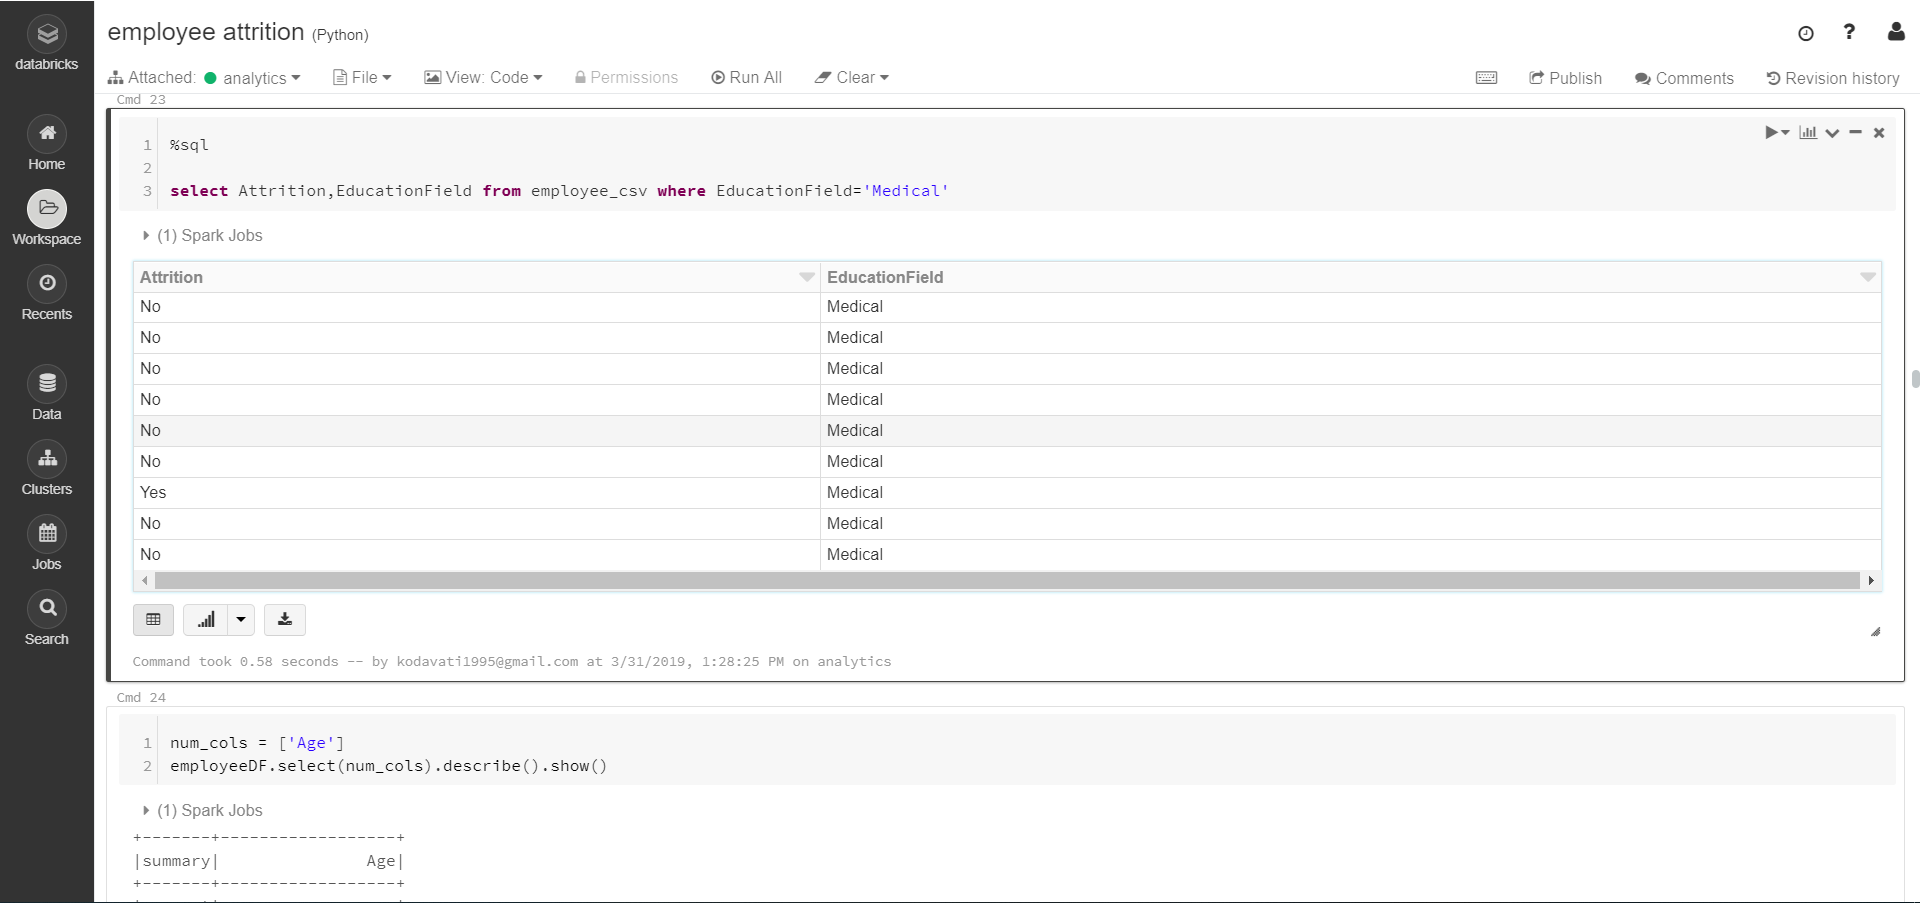 databricks
Home
Workspace
Recents
Data
Clusters
Jobs
Search
employee attrition (Python)
Attached: analytics File View: Code Permissions Run All Clear Publish Comments Revision history
Cmd 23
1 %sql
2
3 select Attrition,EducationField from employee_csv where EducationField='Medical'
(1) Spark Jobs
Attrition EducationField
No Medical
No Medical
No Medical
No Medical
No Medical
No Medical
Yes Medical
No Medical
No Medical
Command took 0.58 seconds -- by kodavati1995@gmail.com at 3/31/2019, 1:28:25 PM on analytics
Cmd 24
1 num_cols = ['Age']
2 employeeDF.select(num_cols).describe().show()
(1) Spark Jobs
+-------+------------------+
|summary|               Age|
+-------+------------------+